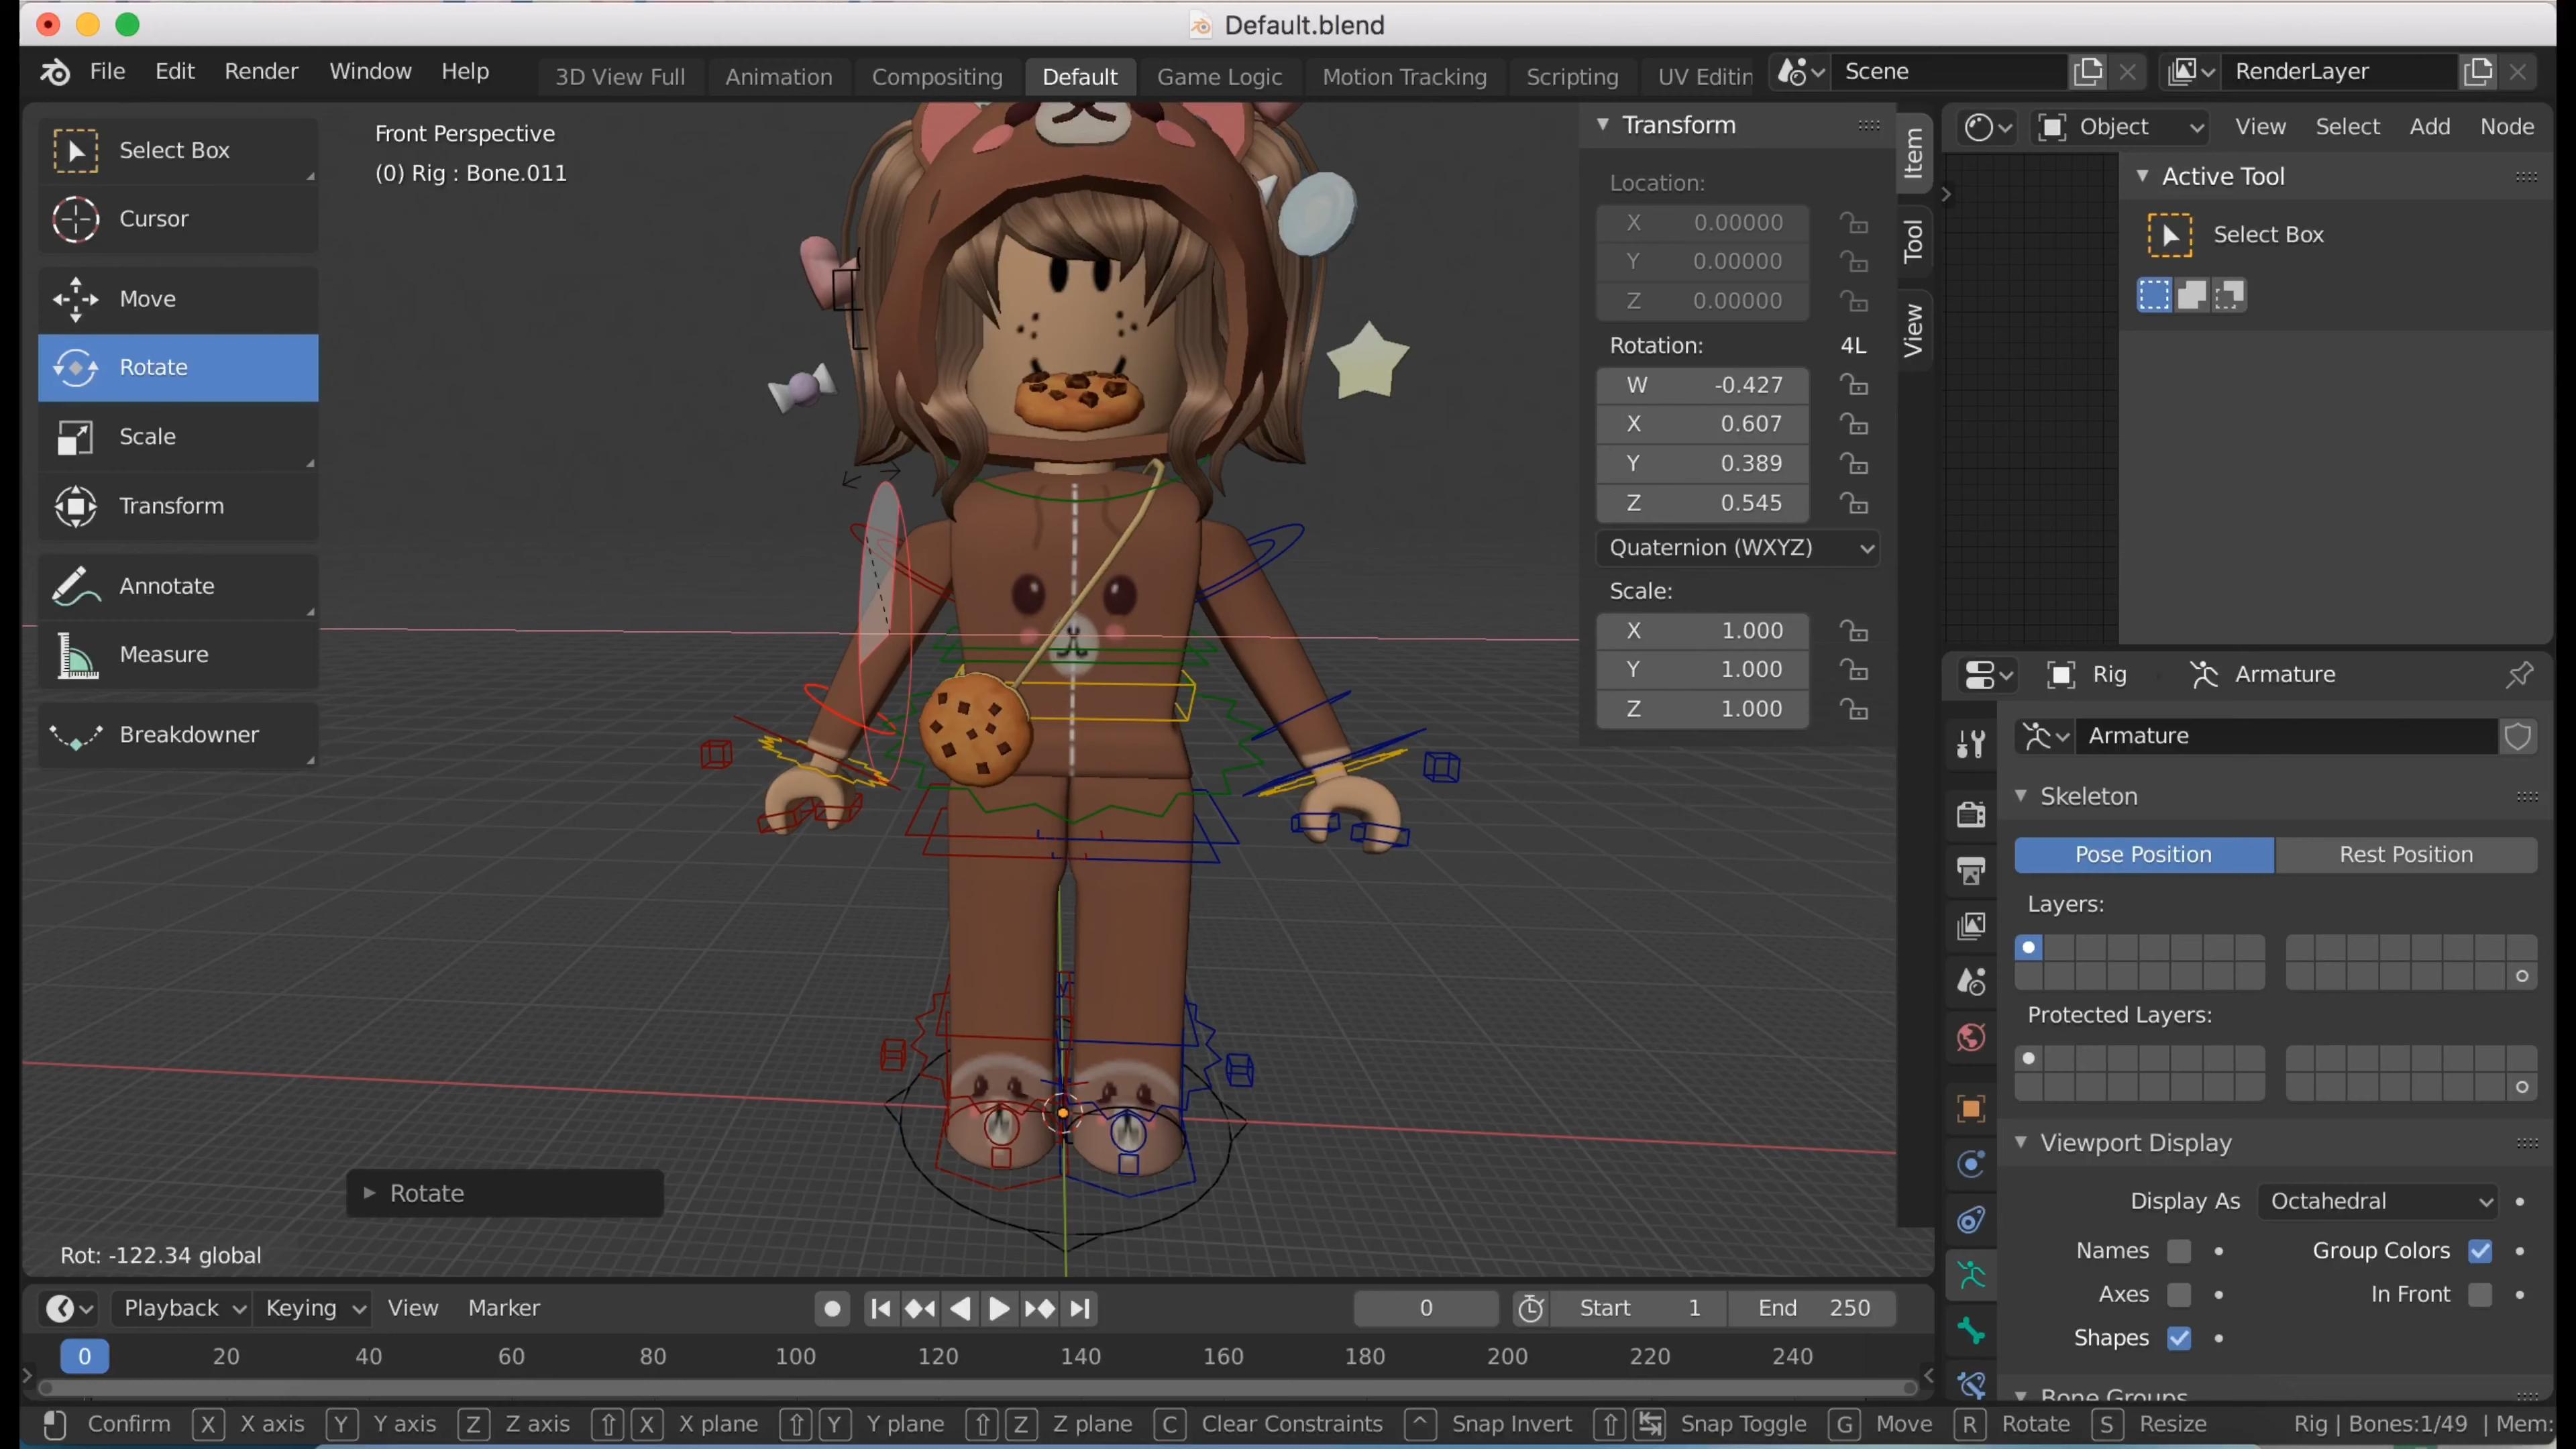 Default.blend
File Edit Render Window Help 3D View Full Animation Compositing Default Game Logic Motion Tracking Scripting UV Editin Scene RenderLayer
Select Box
Cursor
Move
Rotate
Scale
Transform
Annotate
Measure
Breakdowner
Front Perspective
(0) Rig : Bone.011
Rotate
Rot: -122.34 global
Transform
Location:
X 0.00000
Y 0.00000
Z 0.00000
Rotation: 4L
W -0.427
X 0.607
Y 0.389
Z 0.545
Quaternion (WXYZ)
Scale:
X 1.000
Y 1.000
Z 1.000
Item
Tool
View
Object View Select Add Node
Active Tool
Select Box
Rig Armature
Armature
Skeleton
Pose Position Rest Position
Layers:
Protected Layers:
Viewport Display
Display As Octahedral
Names Group Colors
Axes In Front
Shapes
Bone Groups
Playback Keying View Marker 0 Start 1 End 250
0 20 40 60 80 100 120 140 160 180 200 220 240
Confirm X X axis Y Y axis Z Z axis X X plane Y Y plane Z Z plane C Clear Constraints ^ Snap Invert Snap Toggle G Move R Rotate S Resize Rig | Bones:1/49 | Mem: